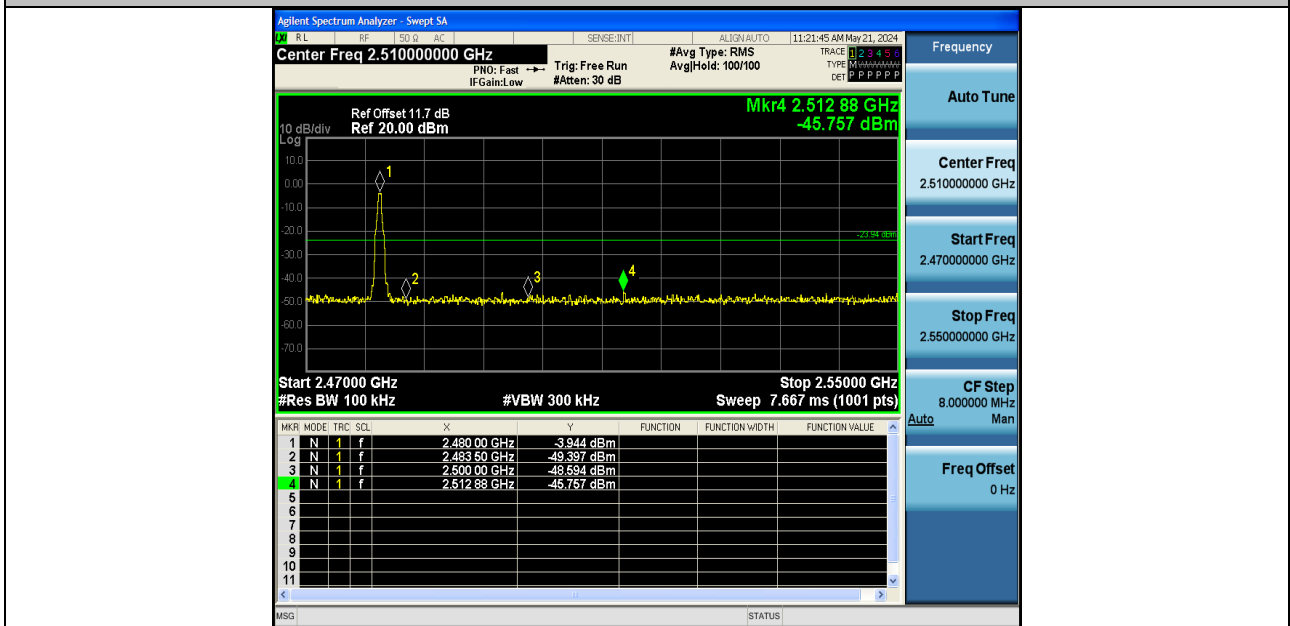 Agilent Spectrum Analyzer - Swept SA
RL RF 50 Ω AC SENSE:INT ALIGN AUTO 11:21:45 AM May 21, 2024
Center Freq 2.510000000 GHz
PNO: Fast
IFGain:Low
Trig: Free Run
#Atten: 30 dB
#Avg Type: RMS
Avg|Hold: 100/100
TRACE 1 2 3 4 5 6
TYPE M
DET P P P P P P
Mkr4 2.512 88 GHz
-45.757 dBm
Ref Offset 11.7 dB
10 dB/div Ref 20.00 dBm
Log
10.0
0.00
-10.0
-20.0
-30.0
-40.0
-50.0
-60.0
-70.0
1
2
3
4
-23.94 dBm
Start 2.47000 GHz Stop 2.55000 GHz
#Res BW 100 kHz #VBW 300 kHz Sweep 7.667 ms (1001 pts)
MKR MODE TRC SCL X Y FUNCTION FUNCTION WIDTH FUNCTION VALUE
1 N 1 f 2.480 00 GHz -3.944 dBm
2 N 1 f 2.483 50 GHz -49.397 dBm
3 N 1 f 2.500 00 GHz -48.594 dBm
4 N 1 f 2.512 88 GHz -45.757 dBm
5
6
7
8
9
10
11
MSG STATUS
Frequency
Auto Tune
Center Freq
2.510000000 GHz
Start Freq
2.470000000 GHz
Stop Freq
2.550000000 GHz
CF Step
8.000000 MHz
Auto Man
Freq Offset
0 Hz